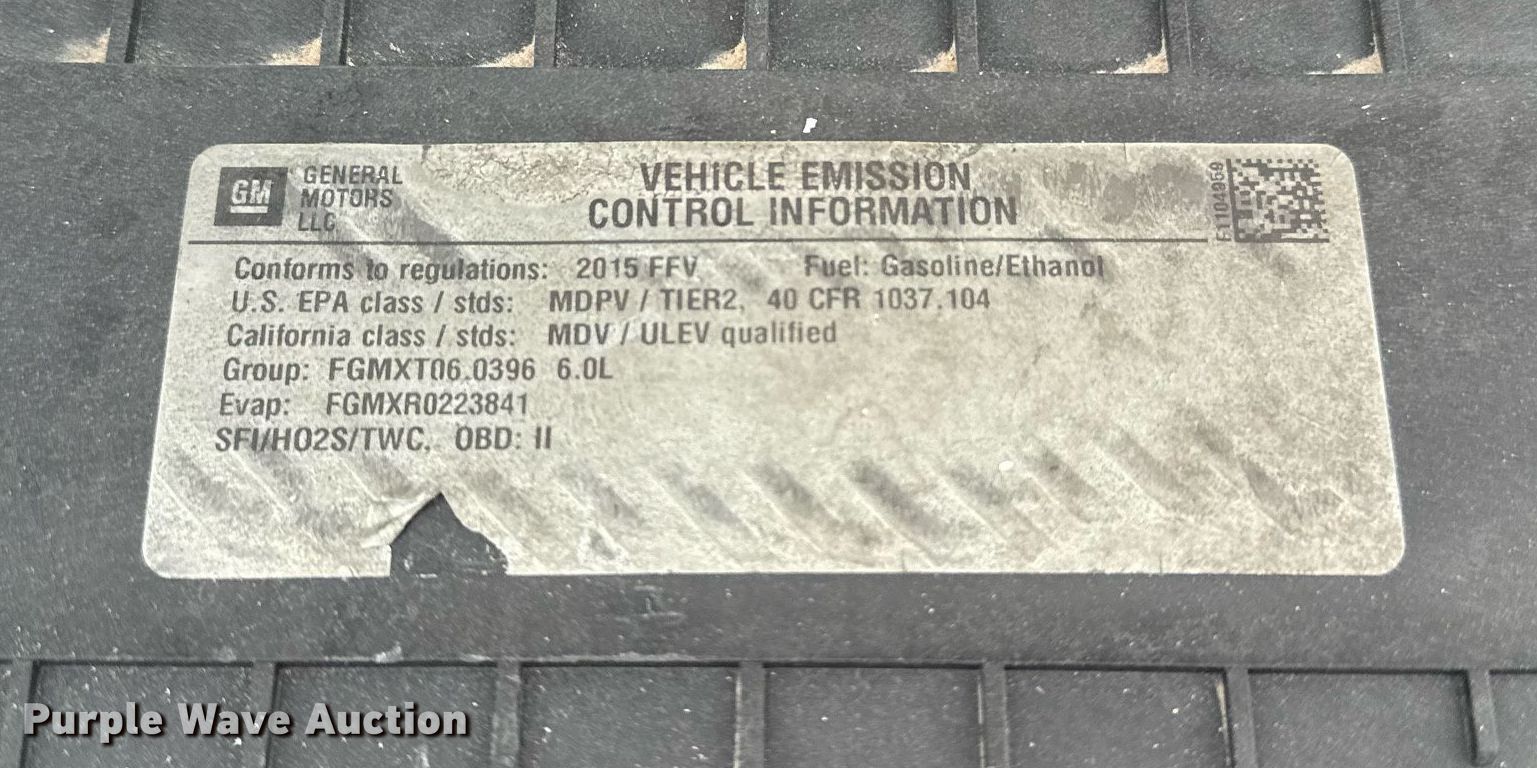 GM
GENERAL
MOTORS
LLC
VEHICLE EMISSION
CONTROL INFORMATION
F1104969
Conforms to regulations: 2015 FFV Fuel: Gasoline/Ethanol
U.S. EPA class / stds: MDPV / TIER2, 40 CFR 1037.104
California class / stds: MDV / ULEV qualified
Group: FGMXT06.0396 6.0L
Evap: FGMXR0223841
SFI/HO2S/TWC, OBD: II
Purple Wave Auction